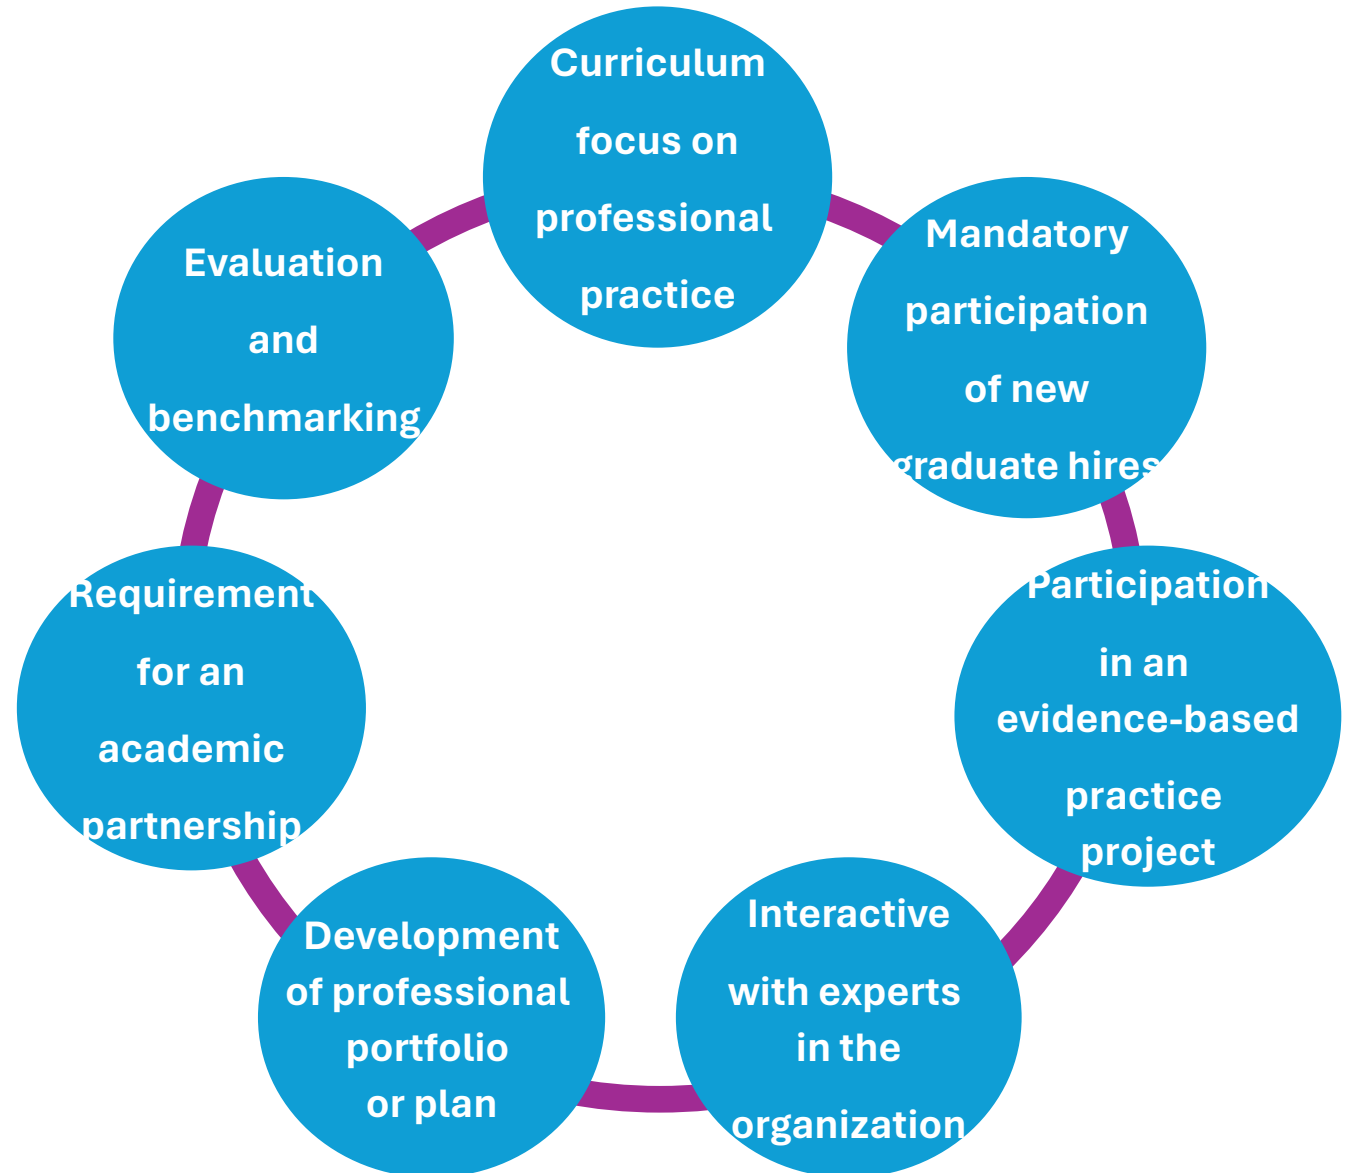 Curriculum
focus on
professional
practice
Mandatory
participation
of new
graduate hires
Participation
in an
evidence-based
practice
project
Interactive
with experts
in the
organization
Development
of professional
portfolio
or plan
Requirement
for an
academic
partnership
Evaluation
and
benchmarking